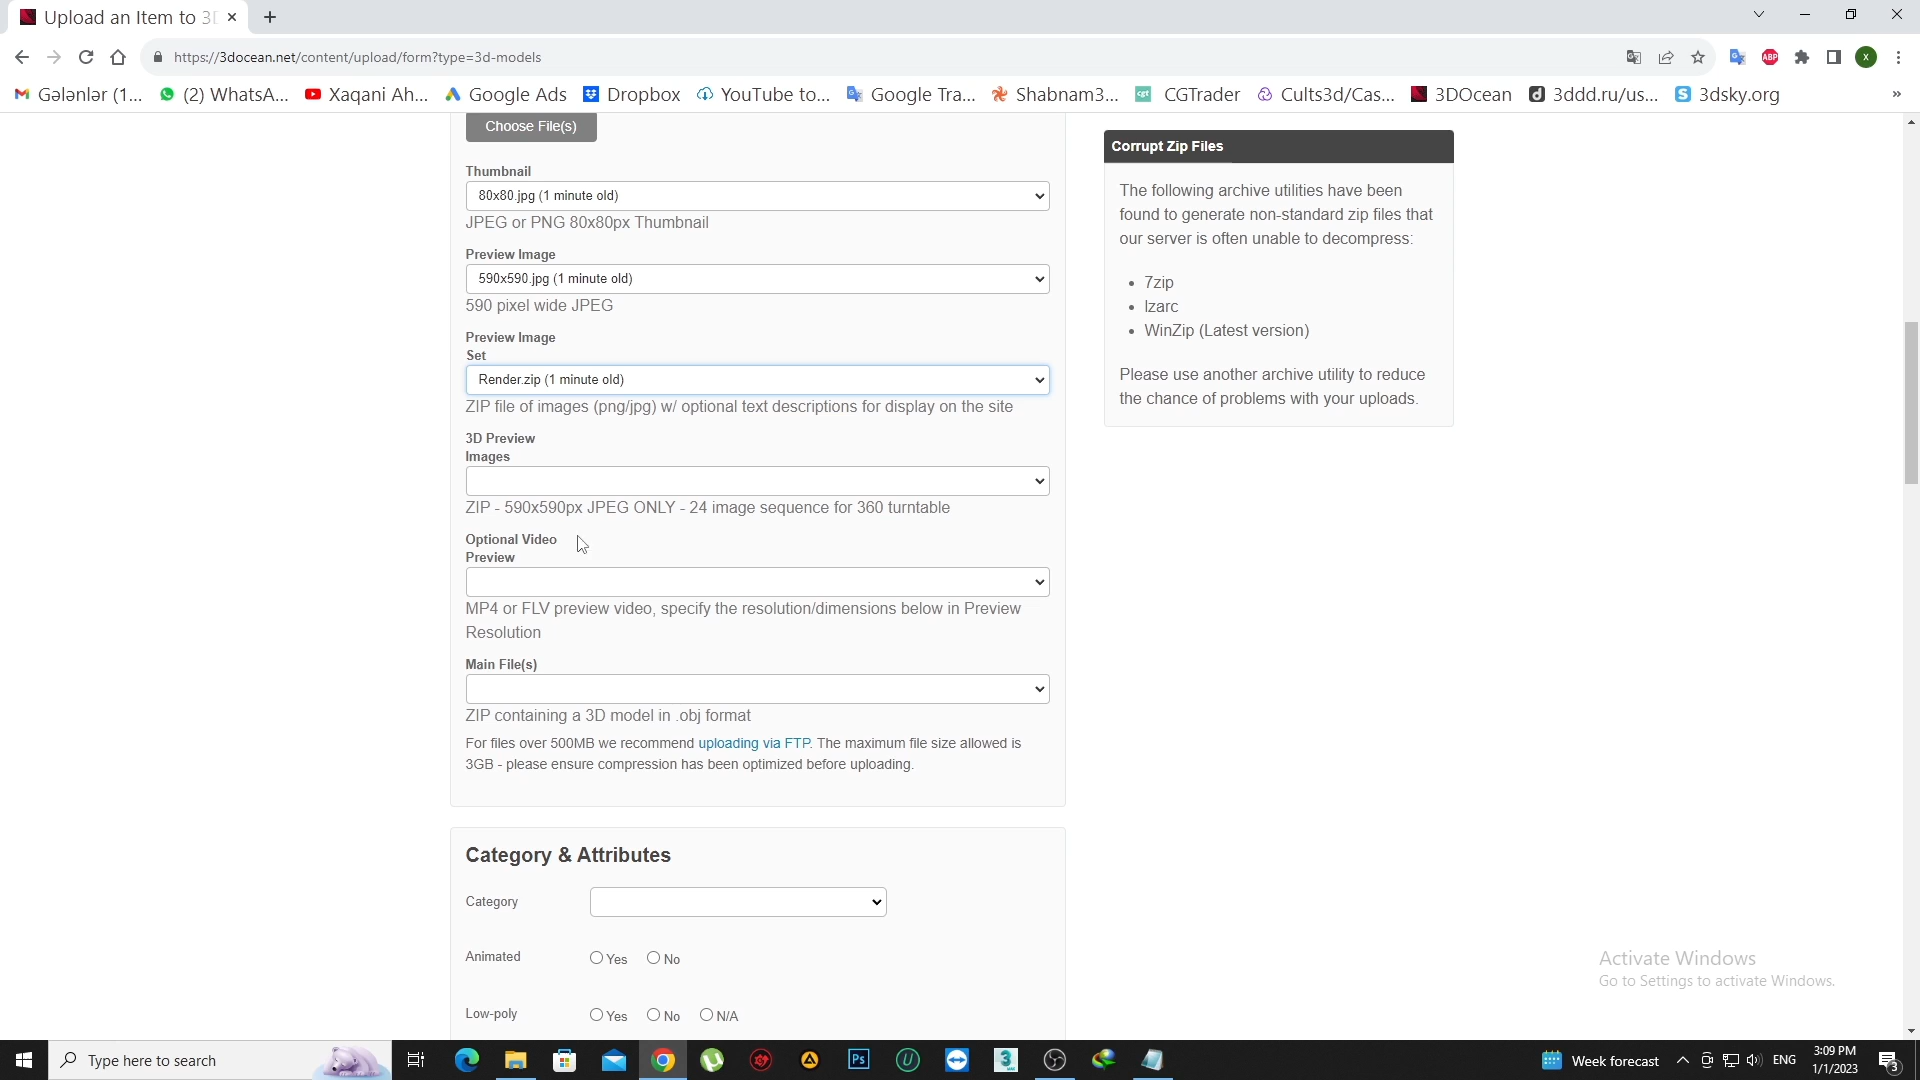 Upload an Item to 3D
https://3docean.net/content/upload/form?type=3d-models
Gələnlər (1... (2) WhatsA... Xaqani Ah... Google Ads Dropbox YouTube to... Google Tra... Shabnam3... CGTrader Cults3d/Cas... 3DOcean 3ddd.ru/us... 3dsky.org »
Choose File(s)
Thumbnail
80x80.jpg (1 minute old)
JPEG or PNG 80x80px Thumbnail
Preview Image
590x590.jpg (1 minute old)
590 pixel wide JPEG
Preview Image
Set
Render.zip (1 minute old)
ZIP file of images (png/jpg) w/ optional text descriptions for display on the site
3D Preview
Images
ZIP - 590x590px JPEG ONLY - 24 image sequence for 360 turntable
Optional Video
Preview
MP4 or FLV preview video, specify the resolution/dimensions below in Preview
Resolution
Main File(s)
ZIP containing a 3D model in .obj format
For files over 500MB we recommend uploading via FTP. The maximum file size allowed is
3GB - please ensure compression has been optimized before uploading.
Category & Attributes
Category
Animated Yes No
Low-poly Yes No N/A
Corrupt Zip Files
The following archive utilities have been
found to generate non-standard zip files that
our server is often unable to decompress:
• 7zip
• Izarc
• WinZip (Latest version)
Please use another archive utility to reduce
the chance of problems with your uploads.
Activate Windows
Go to Settings to activate Windows.
Type here to search
Week forecast
ENG
3:09 PM
1/1/2023
3